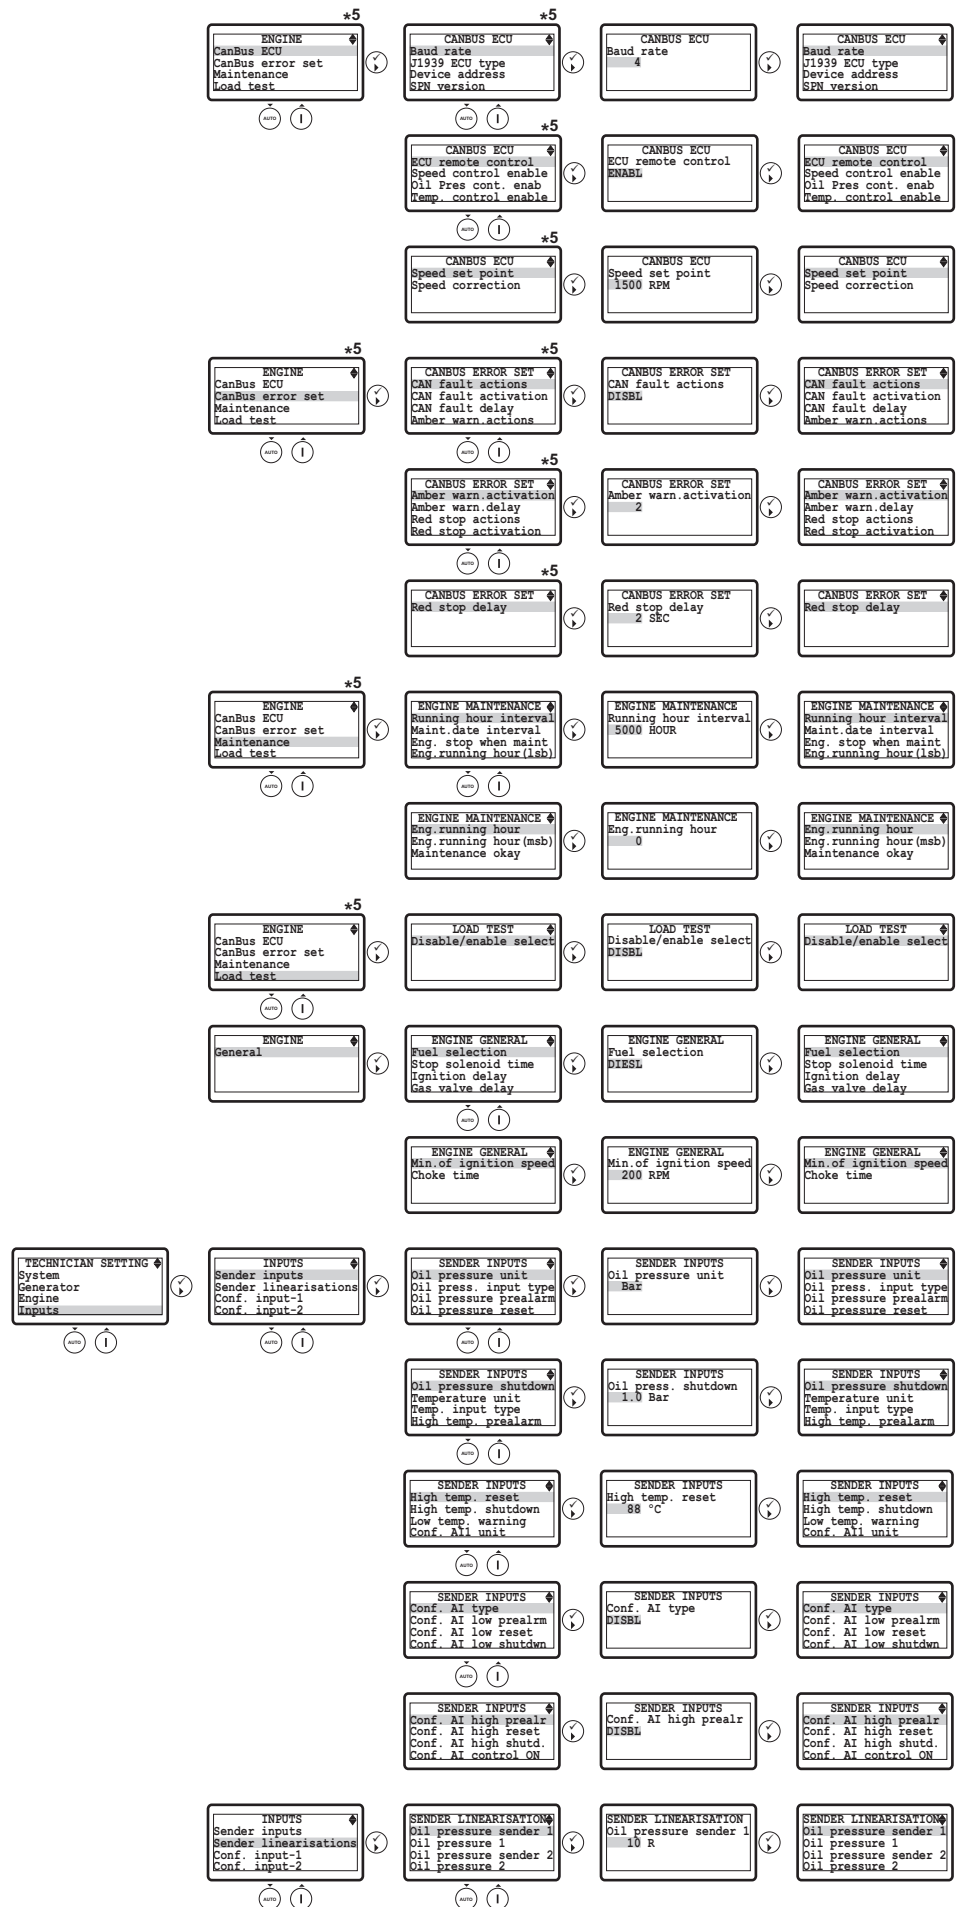 *5
ENGINE
CanBus ECU
CanBus error set
Maintenance
Load test
AUTO
I
*5
CANBUS ECU
Baud rate
J1939 ECU type
Device address
SPN version
AUTO
I
CANBUS ECU
Baud rate
4
CANBUS ECU
Baud rate
J1939 ECU type
Device address
SPN version
*5
CANBUS ECU
ECU remote control
Speed control enable
Oil Pres cont. enab
Temp. control enable
AUTO
I
CANBUS ECU
ECU remote control
ENABL
CANBUS ECU
ECU remote control
Speed control enable
Oil Pres cont. enab
Temp. control enable
*5
CANBUS ECU
Speed set point
Speed correction
CANBUS ECU
Speed set point
1500 RPM
CANBUS ECU
Speed set point
Speed correction
*5
ENGINE
CanBus ECU
CanBus error set
Maintenance
Load test
AUTO
I
*5
CANBUS ERROR SET
CAN fault actions
CAN fault activation
CAN fault delay
Amber warn.actions
AUTO
I
CANBUS ERROR SET
CAN fault actions
DISBL
CANBUS ERROR SET
CAN fault actions
CAN fault activation
CAN fault delay
Amber warn.actions
*5
CANBUS ERROR SET
Amber warn.activation
Amber warn.delay
Red stop actions
Red stop activation
AUTO
I
CANBUS ERROR SET
Amber warn.activation
2
CANBUS ERROR SET
Amber warn.activation
Amber warn.delay
Red stop actions
Red stop activation
*5
CANBUS ERROR SET
Red stop delay
CANBUS ERROR SET
Red stop delay
2 SEC
CANBUS ERROR SET
Red stop delay
*5
ENGINE
CanBus ECU
CanBus error set
Maintenance
Load test
AUTO
I
ENGINE MAINTENANCE
Running hour interval
Maint.date interval
Eng. stop when maint
Eng.running hour(lsb)
AUTO
I
ENGINE MAINTENANCE
Running hour interval
5000 HOUR
ENGINE MAINTENANCE
Running hour interval
Maint.date interval
Eng. stop when maint
Eng.running hour(lsb)
ENGINE MAINTENANCE
Eng.running hour
Eng.running hour(msb)
Maintenance okay
ENGINE MAINTENANCE
Eng.running hour
0
ENGINE MAINTENANCE
Eng.running hour
Eng.running hour(msb)
Maintenance okay
*5
ENGINE
CanBus ECU
CanBus error set
Maintenance
Load test
AUTO
I
LOAD TEST
Disable/enable select
LOAD TEST
Disable/enable select
DISBL
LOAD TEST
Disable/enable select
ENGINE
General
ENGINE GENERAL
Fuel selection
Stop solenoid time
Ignition delay
Gas valve delay
AUTO
I
ENGINE GENERAL
Fuel selection
DIESL
ENGINE GENERAL
Fuel selection
Stop solenoid time
Ignition delay
Gas valve delay
ENGINE GENERAL
Min.of ignition speed
Choke time
ENGINE GENERAL
Min.of ignition speed
200 RPM
ENGINE GENERAL
Min.of ignition speed
Choke time
TECHNICIAN SETTING
System
Generator
Engine
Inputs
AUTO
I
INPUTS
Sender inputs
Sender linearisations
Conf. input-1
Conf. input-2
AUTO
I
SENDER INPUTS
Oil pressure unit
Oil press. input type
Oil pressure prealarm
Oil pressure reset
AUTO
I
SENDER INPUTS
Oil pressure unit
Bar
SENDER INPUTS
Oil pressure unit
Oil press. input type
Oil pressure prealarm
Oil pressure reset
SENDER INPUTS
Oil pressure shutdown
Temperature unit
Temp. input type
High temp. prealarm
AUTO
I
SENDER INPUTS
Oil press. shutdown
1.0 Bar
SENDER INPUTS
Oil pressure shutdown
Temperature unit
Temp. input type
High temp. prealarm
SENDER INPUTS
High temp. reset
High temp. shutdown
Low temp. warning
Conf. AI1 unit
AUTO
I
SENDER INPUTS
High temp. reset
88 °C
SENDER INPUTS
High temp. reset
High temp. shutdown
Low temp. warning
Conf. AI1 unit
SENDER INPUTS
Conf. AI type
Conf. AI low prealrm
Conf. AI low reset
Conf. AI low shutdwn
AUTO
I
SENDER INPUTS
Conf. AI type
DISBL
SENDER INPUTS
Conf. AI type
Conf. AI low prealrm
Conf. AI low reset
Conf. AI low shutdwn
SENDER INPUTS
Conf. AI high prealr
Conf. AI high reset
Conf. AI high shutd.
Conf. AI control ON
SENDER INPUTS
Conf. AI high prealr
DISBL
SENDER INPUTS
Conf. AI high prealr
Conf. AI high reset
Conf. AI high shutd.
Conf. AI control ON
INPUTS
Sender inputs
Sender linearisations
Conf. input-1
Conf. input-2
AUTO
I
SENDER LINEARISATION
Oil pressure sender 1
Oil pressure 1
Oil pressure sender 2
Oil pressure 2
AUTO
I
SENDER LINEARISATION
Oil pressure sender 1
10 R
SENDER LINEARISATION
Oil pressure sender 1
Oil pressure 1
Oil pressure sender 2
Oil pressure 2